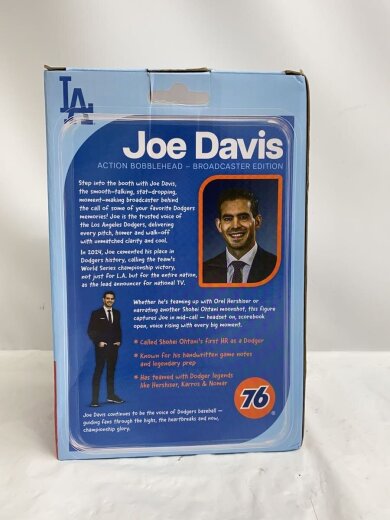 LA
Joe Davis
ACTION BOBBLEHEAD – BROADCASTER EDITION
Step into the booth with Joe Davis,
the smooth-talking, stat-dropping,
moment-making broadcaster behind
the call of some of your favorite Dodgers
memories! Joe is the trusted voice of
the Los Angeles Dodgers, delivering
every pitch, homer and walk-off
with unmatched clarity and cool.
In 2024, Joe cemented his place in
Dodgers history, calling the team's
World Series championship victory,
not just for L.A. but for the entire nation,
as the lead announcer for national TV.
Whether he's teaming up with Orel Hershiser or
narrating another Shohei Ohtani moonshot, this figure
captures Joe in mid-call — headset on, scorebook
open, voice rising with every big moment.
* Called Shohei Ohtani's first HR as a Dodger
* Known for his handwritten game notes
and legendary prep
* Has teamed with Dodger legends
like Hershiser, Karros & Nomar
76
Joe Davis continues to be the voice of Dodgers baseball —
guiding fans through the highs, the heartbreaks and now,
championship glory.